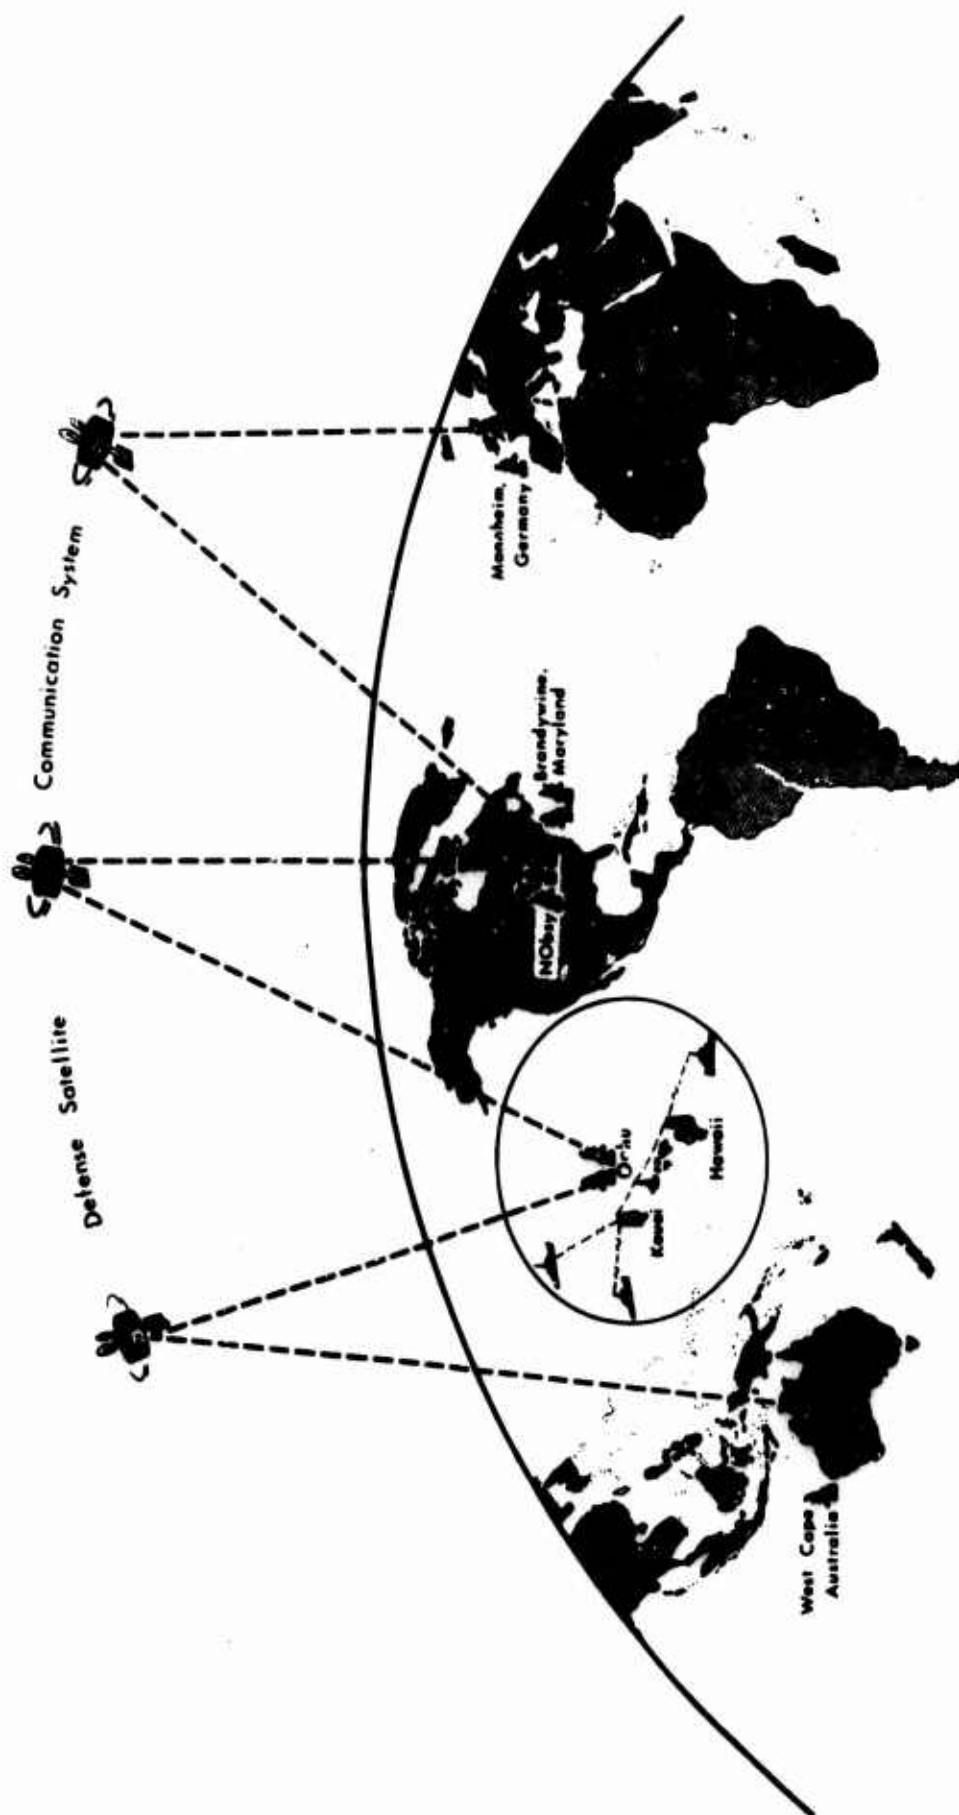 Defense Satellite Communication System
Mannheim,
Germany
Brandywine,
Maryland
NObsy
Oahu
Kauai
Hawaii
West Cape
Australia